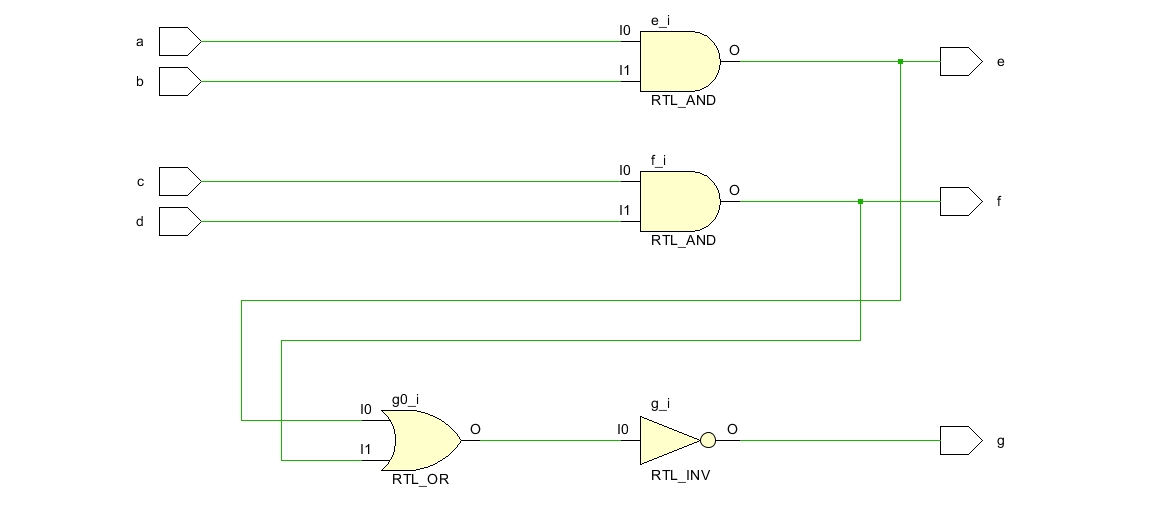 e_i
a
I0
O
b
I1
e
RTL_AND
f_i
c
I0
O
d
I1
f
RTL_AND
g0_i
g_i
I0
O
I0
O
I1
g
RTL_OR
RTL_INV